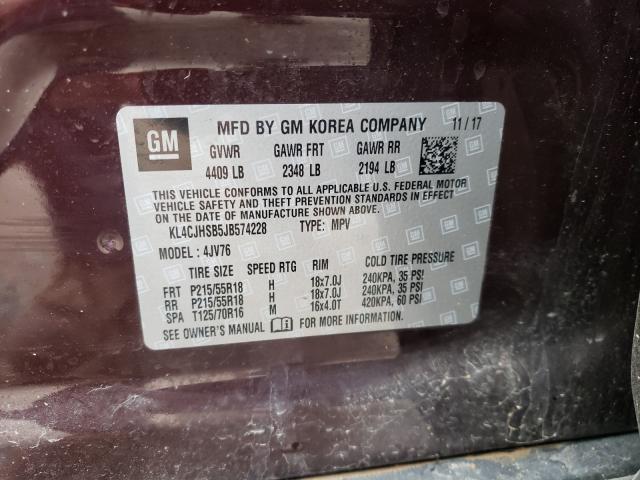 GM
MFD BY GM KOREA COMPANY 11/17
GVWR GAWR FRT GAWR RR
4409 LB 2348 LB 2194 LB
THIS VEHICLE CONFORMS TO ALL APPLICABLE U.S. FEDERAL MOTOR
VEHICLE SAFETY AND THEFT PREVENTION STANDARDS IN EFFECT
ON THE DATE OF MANUFACTURE SHOWN ABOVE.
KL4CJHSB5JB574228 TYPE: MPV
MODEL: 4JV76
TIRE SIZE SPEED RTG RIM COLD TIRE PRESSURE
FRT P215/55R18 H 18x7.0J 240KPA, 35 PSI
RR P215/55R18 H 18x7.0J 240KPA, 35 PSI
SPA T125/70R16 M 16x4.0T 420KPA, 60 PSI
SEE OWNER'S MANUAL FOR MORE INFORMATION.